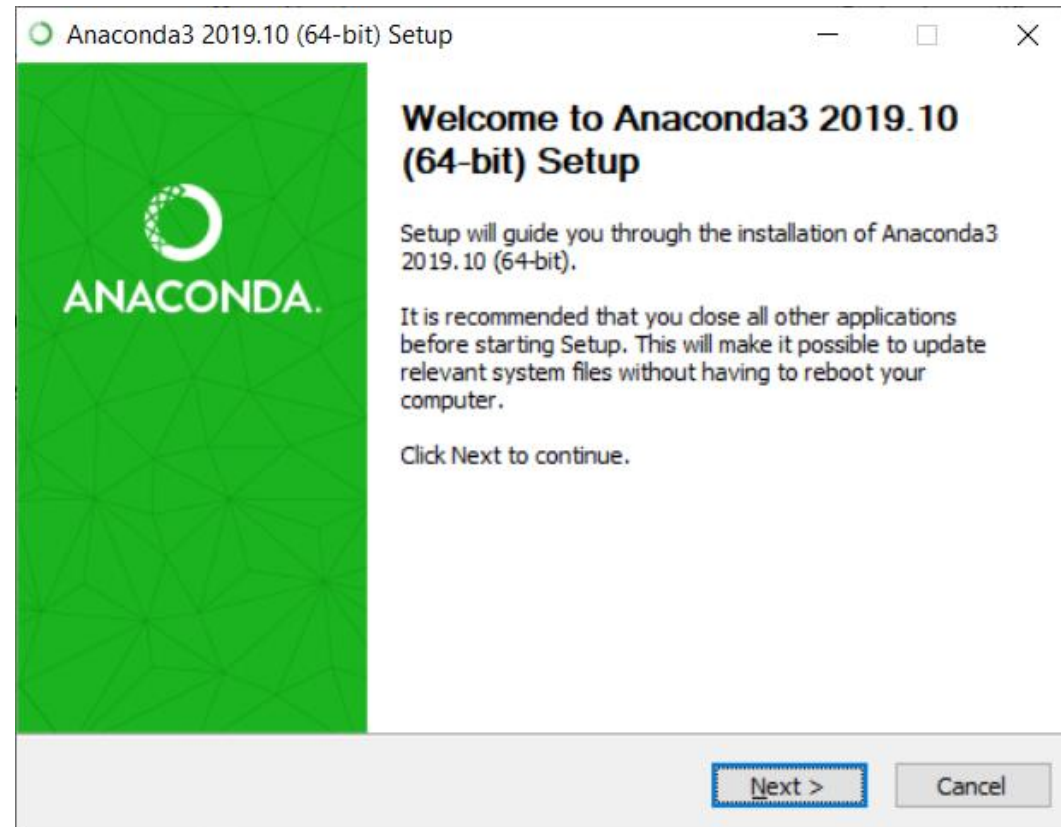 Anaconda3 2019.10 (64-bit) Setup
ANACONDA.
Welcome to Anaconda3 2019.10
(64-bit) Setup
Setup will guide you through the installation of Anaconda3
2019.10 (64-bit).
It is recommended that you close all other applications
before starting Setup. This will make it possible to update
relevant system files without having to reboot your
computer.
Click Next to continue.
Next >
Cancel